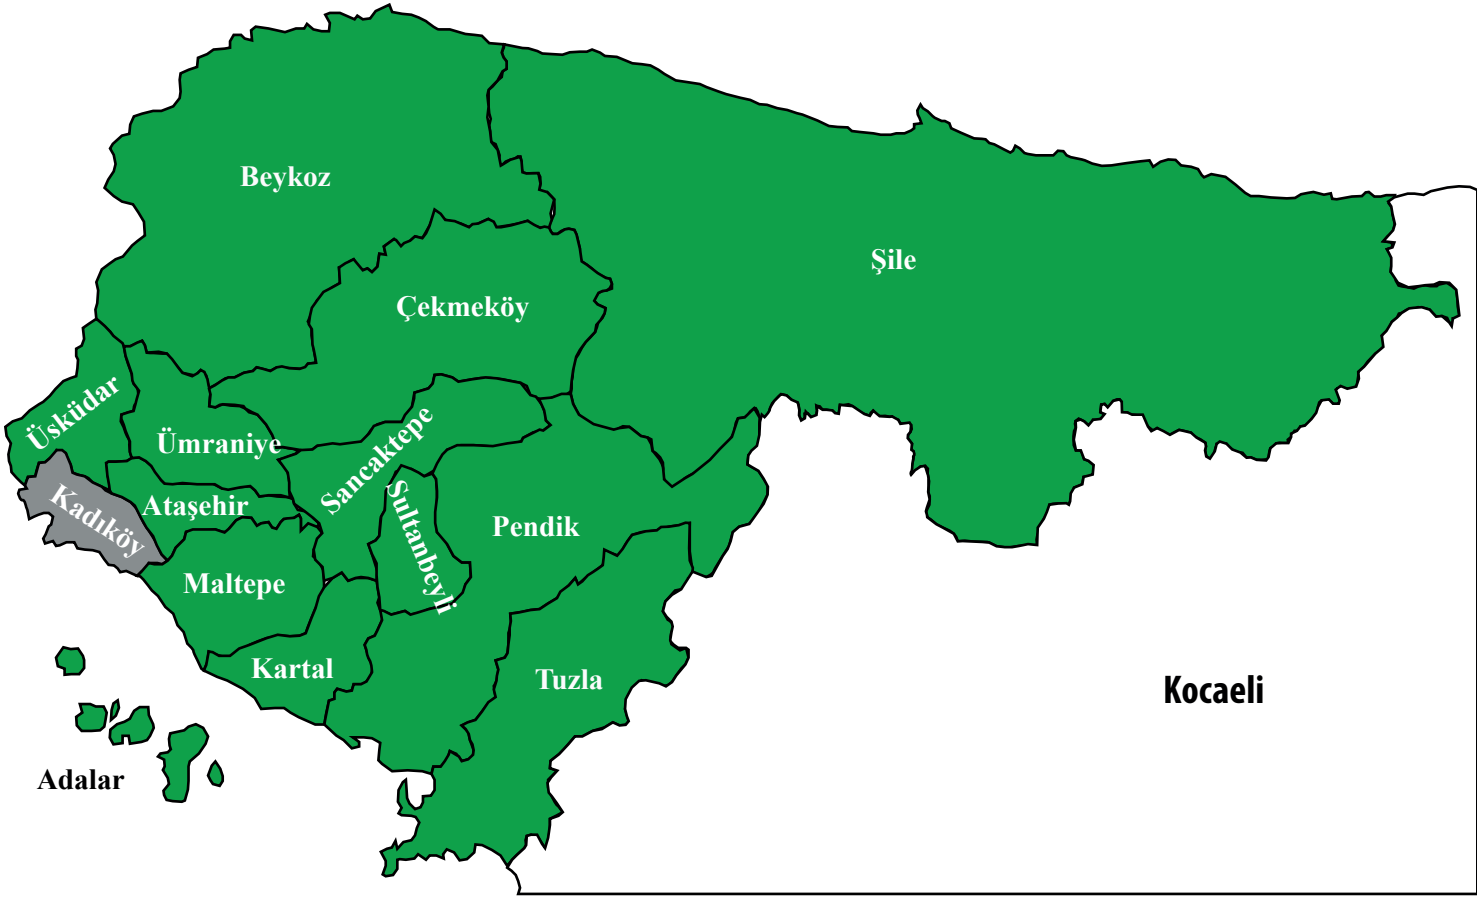 Beykoz
Şile
Çekmeköy
Üsküdar
Ümraniye
Sancaktepe
Kadıköy
Ataşehir
Sultanbeyli
Pendik
Maltepe
Kartal
Tuzla
Kocaeli
Adalar